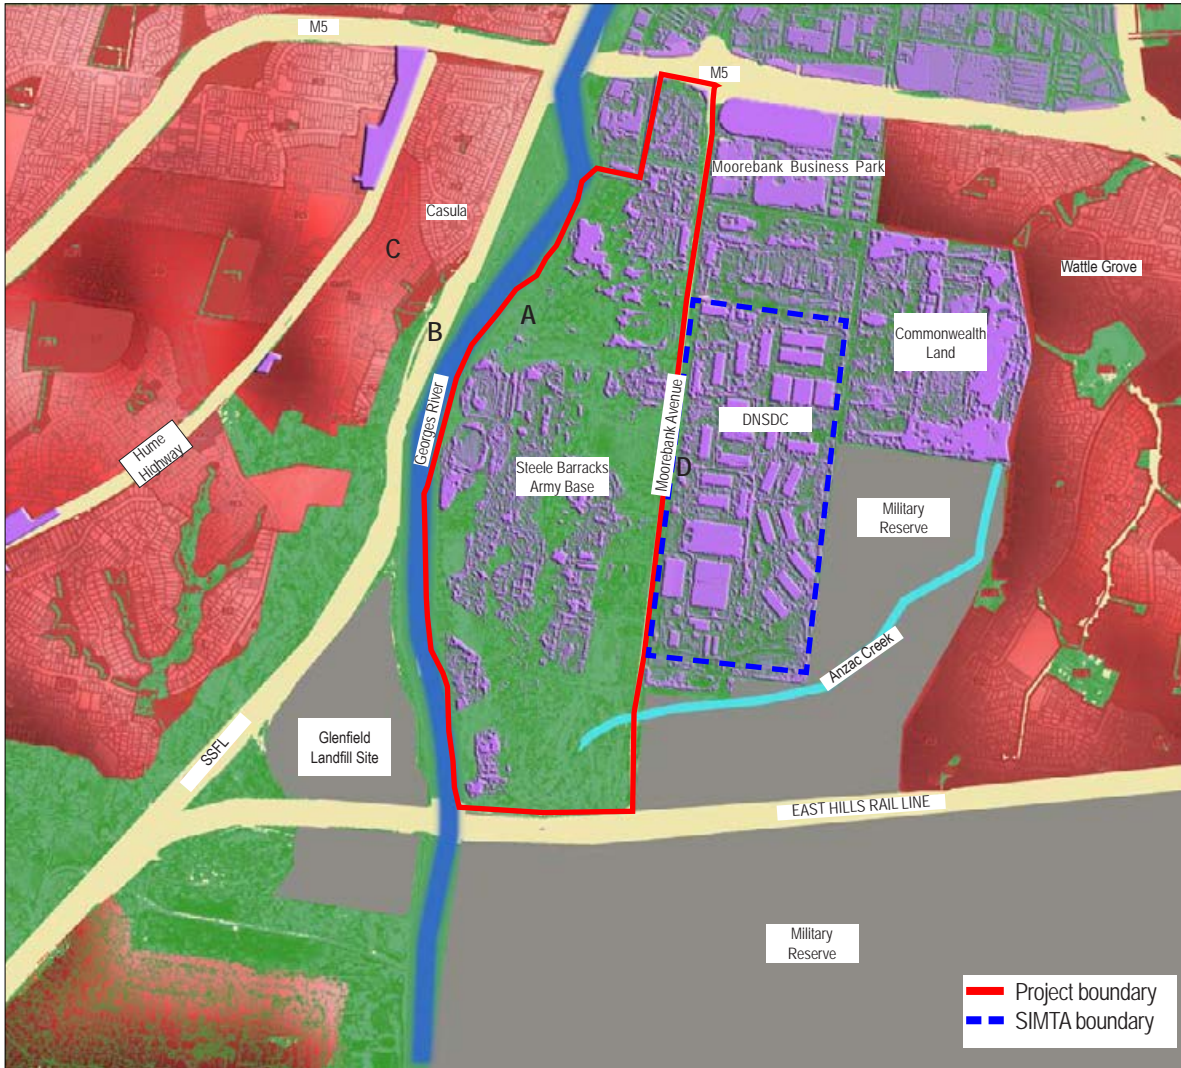 M5
M5
Moorebank Business Park
Casula
C
Wattle Grove
A
B
Commonwealth
Land
Georges River
Moorebank Avenue
DNSDC
Hume
Highway
Steele Barracks
Army Base
D
Military
Reserve
Anzac Creek
SSFL
Glenfield
Landfill Site
EAST HILLS RAIL LINE
Military
Reserve
Project boundary
SIMTA boundary